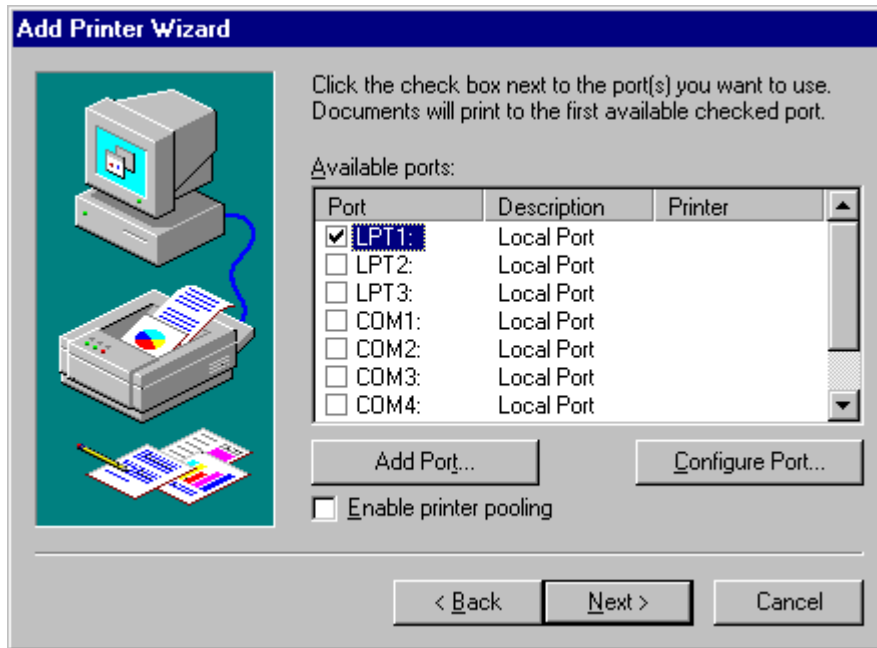 Add Printer Wizard
Click the check box next to the port(s) you want to use.
Documents will print to the first available checked port.
Available ports:
Port Description Printer
LPT1: Local Port
LPT2: Local Port
LPT3: Local Port
COM1: Local Port
COM2: Local Port
COM3: Local Port
COM4: Local Port
Add Port... Configure Port...
Enable printer pooling
< Back Next > Cancel